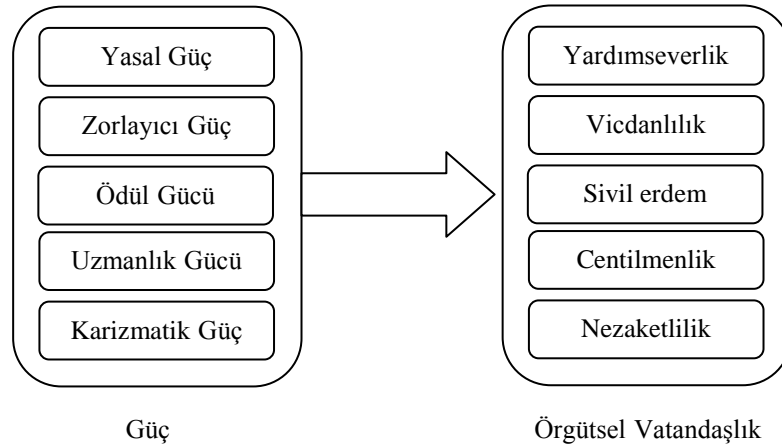 Yasal Güç
Zorlayıcı Güç
Ödül Gücü
Uzmanlık Gücü
Karizmatik Güç
Güç
Yardımseverlik
Vicdanlılık
Sivil erdem
Centilmenlik
Nezaketlilik
Örgütsel Vatandaşlık